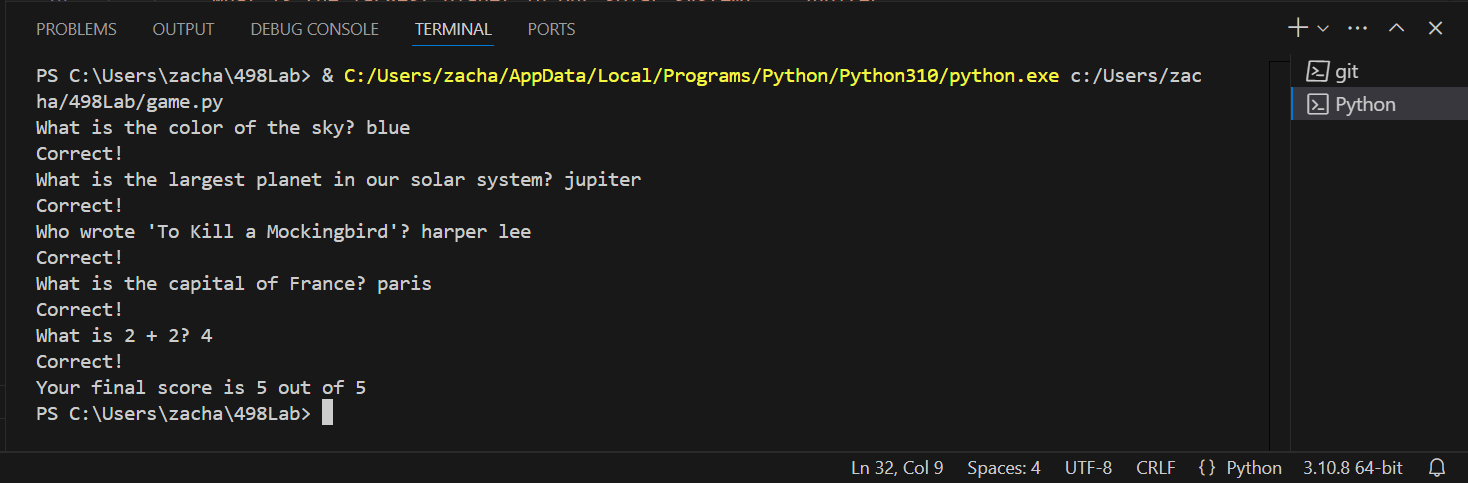 PROBLEMS OUTPUT DEBUG CONSOLE TERMINAL PORTS
PS C:\Users\zacha\498Lab> & C:/Users/zacha/AppData/Local/Programs/Python/Python310/python.exe c:/Users/zac
ha/498Lab/game.py
What is the color of the sky? blue
Correct!
What is the largest planet in our solar system? jupiter
Correct!
Who wrote 'To Kill a Mockingbird'? harper lee
Correct!
What is the capital of France? paris
Correct!
What is 2 + 2? 4
Correct!
Your final score is 5 out of 5
PS C:\Users\zacha\498Lab>
git
Python
Ln 32, Col 9 Spaces: 4 UTF-8 CRLF {} Python 3.10.8 64-bit